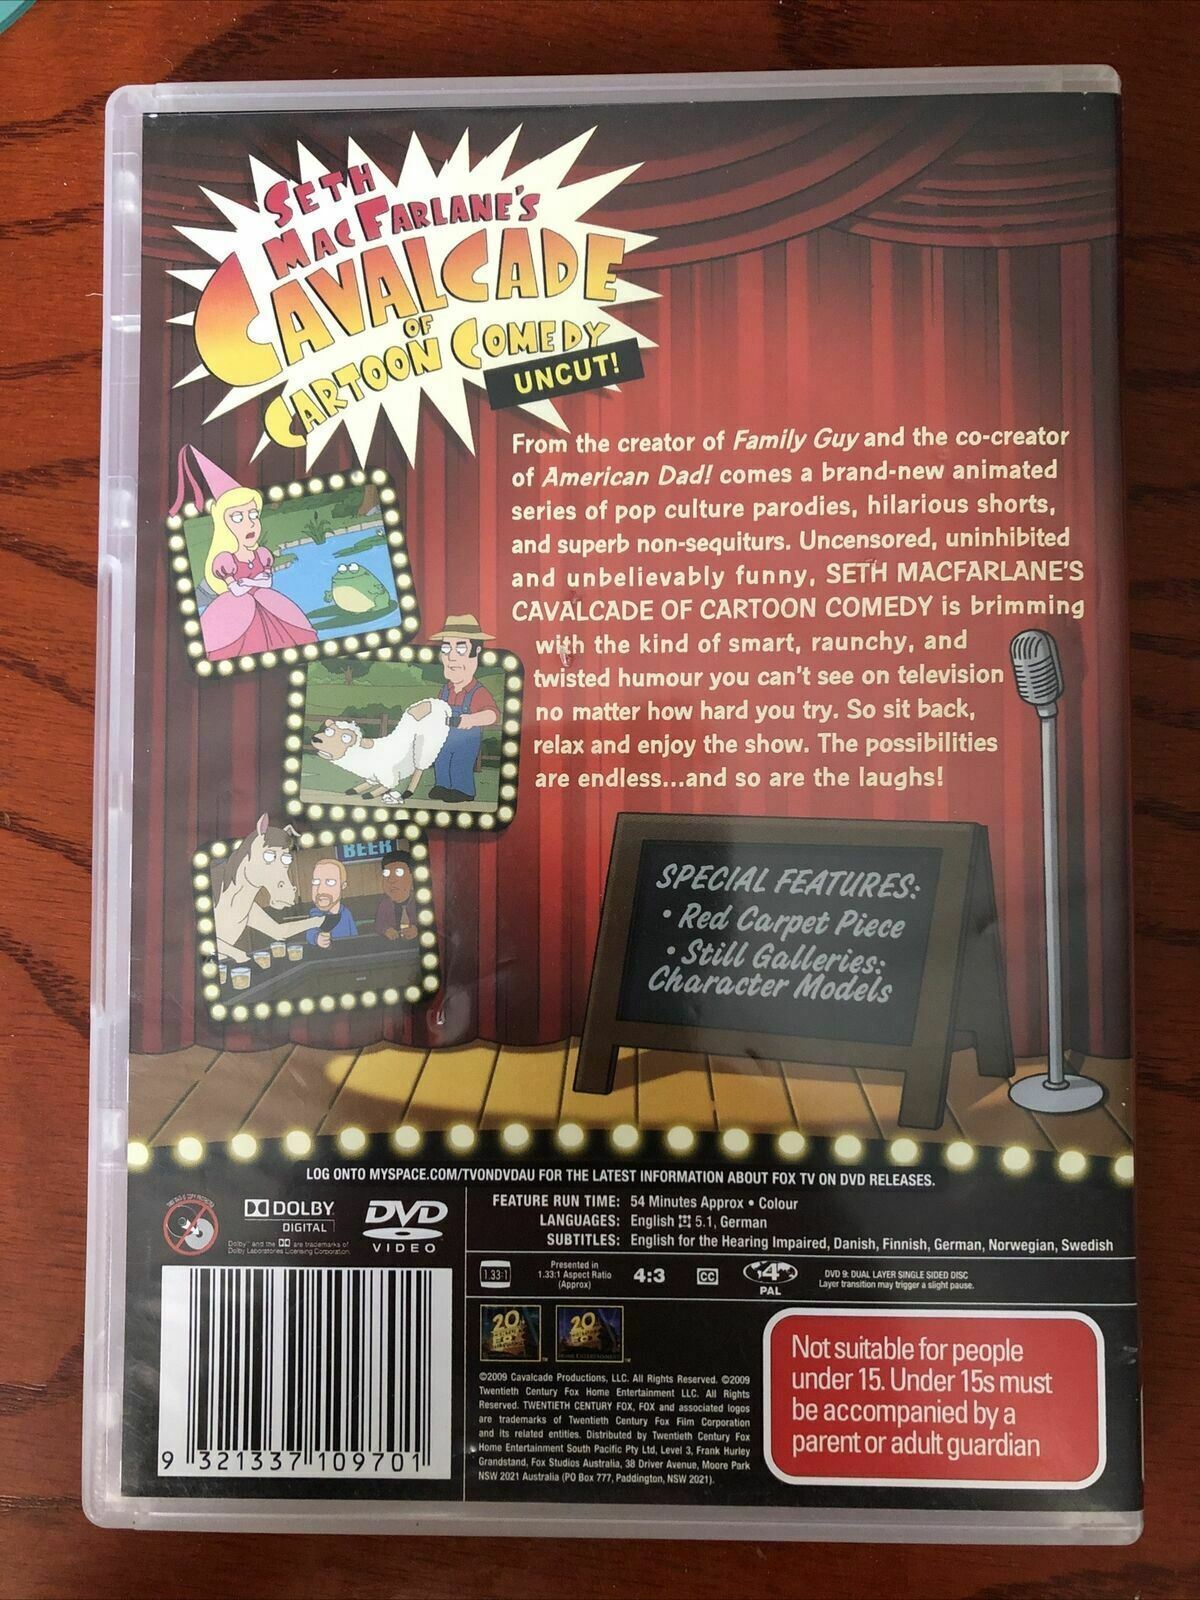 SETH
MACFARLANE'S
CAVALCADE
OF
CARTOON COMEDY
UNCUT!
From the creator of Family Guy and the co-creator
of American Dad! comes a brand-new animated
series of pop culture parodies, hilarious shorts,
and superb non-sequiturs. Uncensored, uninhibited
and unbelievably funny, SETH MACFARLANE'S
CAVALCADE OF CARTOON COMEDY is brimming
with the kind of smart, raunchy, and
twisted humour you can't see on television
no matter how hard you try. So sit back,
relax and enjoy the show. The possibilities
are endless...and so are the laughs!
BEER
SPECIAL FEATURES:
• Red Carpet Piece
• Still Galleries:
Character Models
LOG ONTO MYSPACE.COM/TVONDVDAU FOR THE LATEST INFORMATION ABOUT FOX TV ON DVD RELEASES.
DOLBY
DIGITAL
Dolby and the DD are trademarks of
Dolby Laboratories Licensing Corporation.
DVD
VIDEO
FEATURE RUN TIME: 54 Minutes Approx • Colour
LANGUAGES: English 5.1, German
SUBTITLES: English for the Hearing Impaired, Danish, Finnish, German, Norwegian, Swedish
1.33:1
Presented in
1.33:1 Aspect Ratio
(Approx)
4:3
CC
4
PAL
DVD 9: DUAL LAYER SINGLE SIDED DISC
Layer transition may trigger a slight pause.
9 321337 109701
©2009 Cavalcade Productions, LLC. All Rights Reserved. ©2009
Twentieth Century Fox Home Entertainment LLC. All Rights
Reserved. TWENTIETH CENTURY FOX, FOX and associated logos
are trademarks of Twentieth Century Fox Film Corporation
and its related entities. Distributed by Twentieth Century Fox
Home Entertainment South Pacific Pty Ltd, Level 3, Frank Hurley
Grandstand, Fox Studios Australia, 38 Driver Avenue, Moore Park
NSW 2021 Australia (PO Box 777, Paddington, NSW 2021).
Not suitable for people
under 15. Under 15s must
be accompanied by a
parent or adult guardian